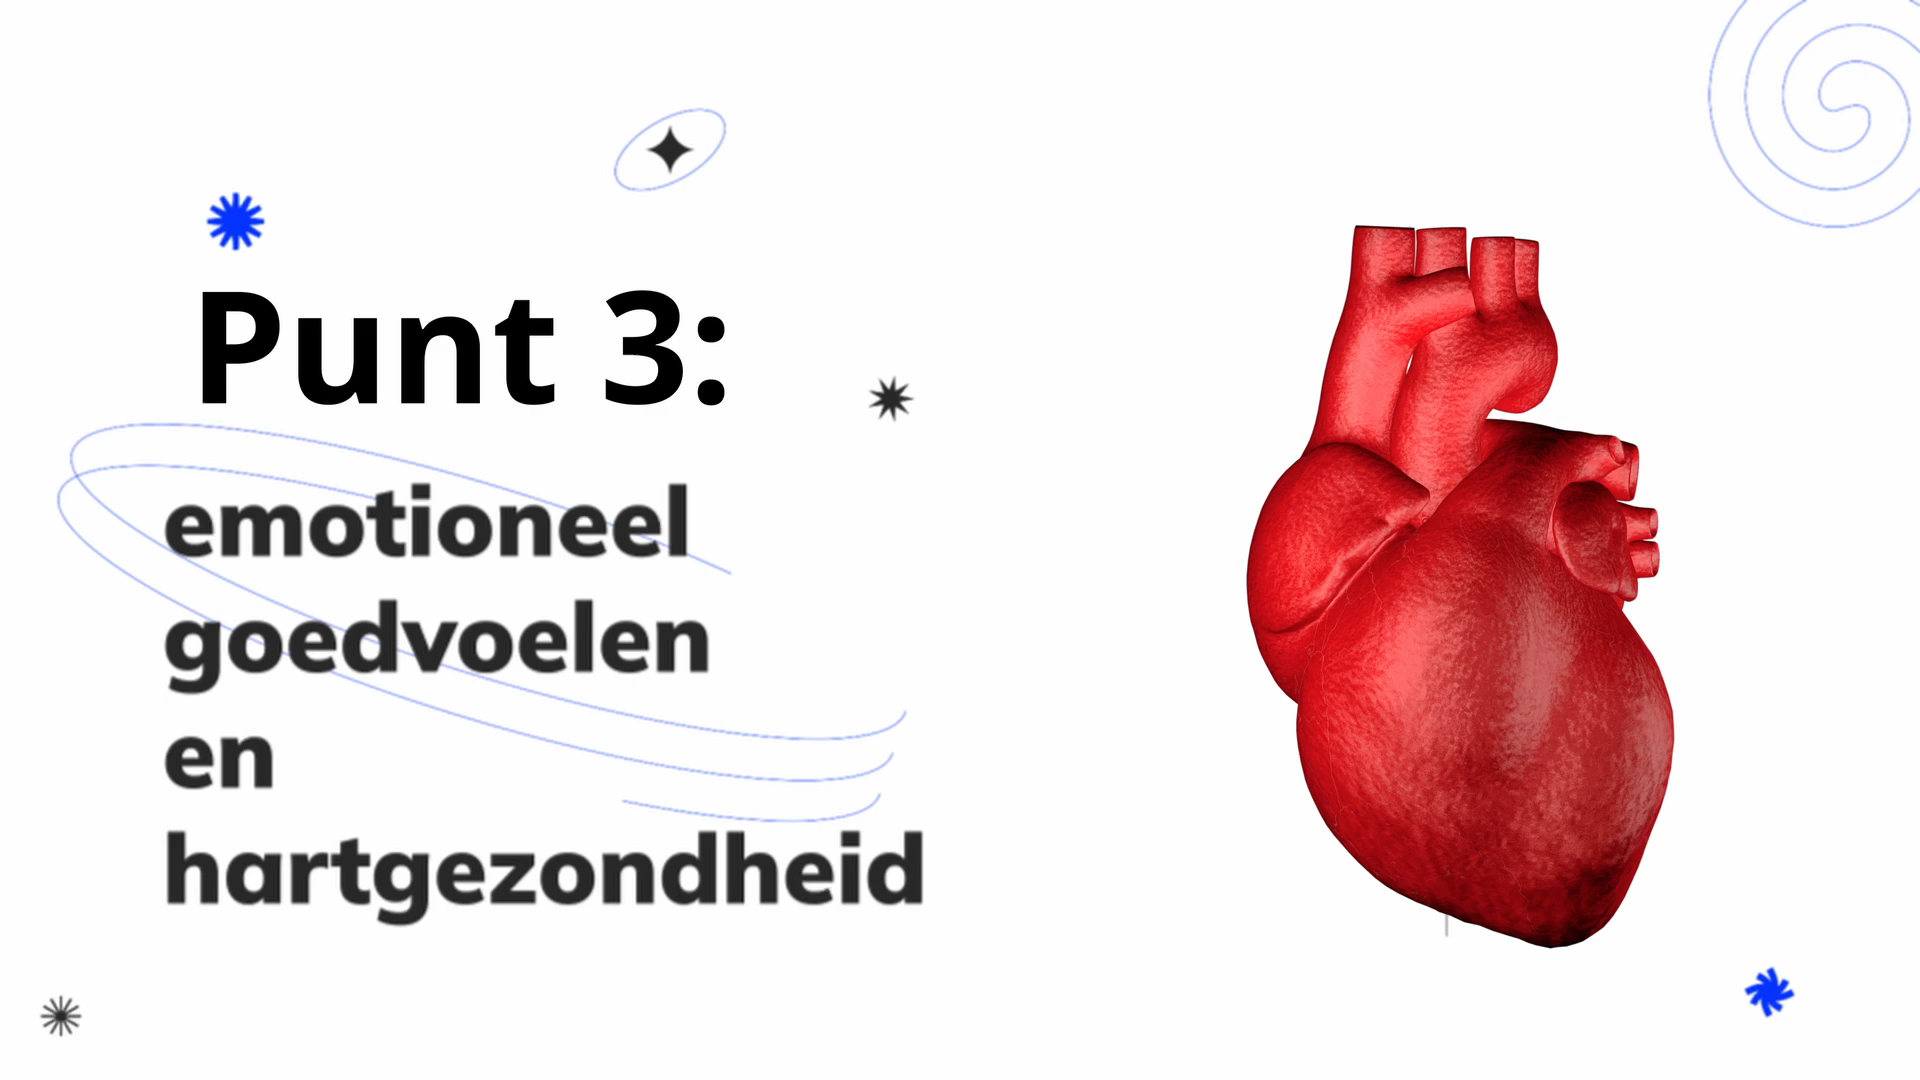 Punt 3:
emotioneel
goedvoelen
en
hartgezondheid